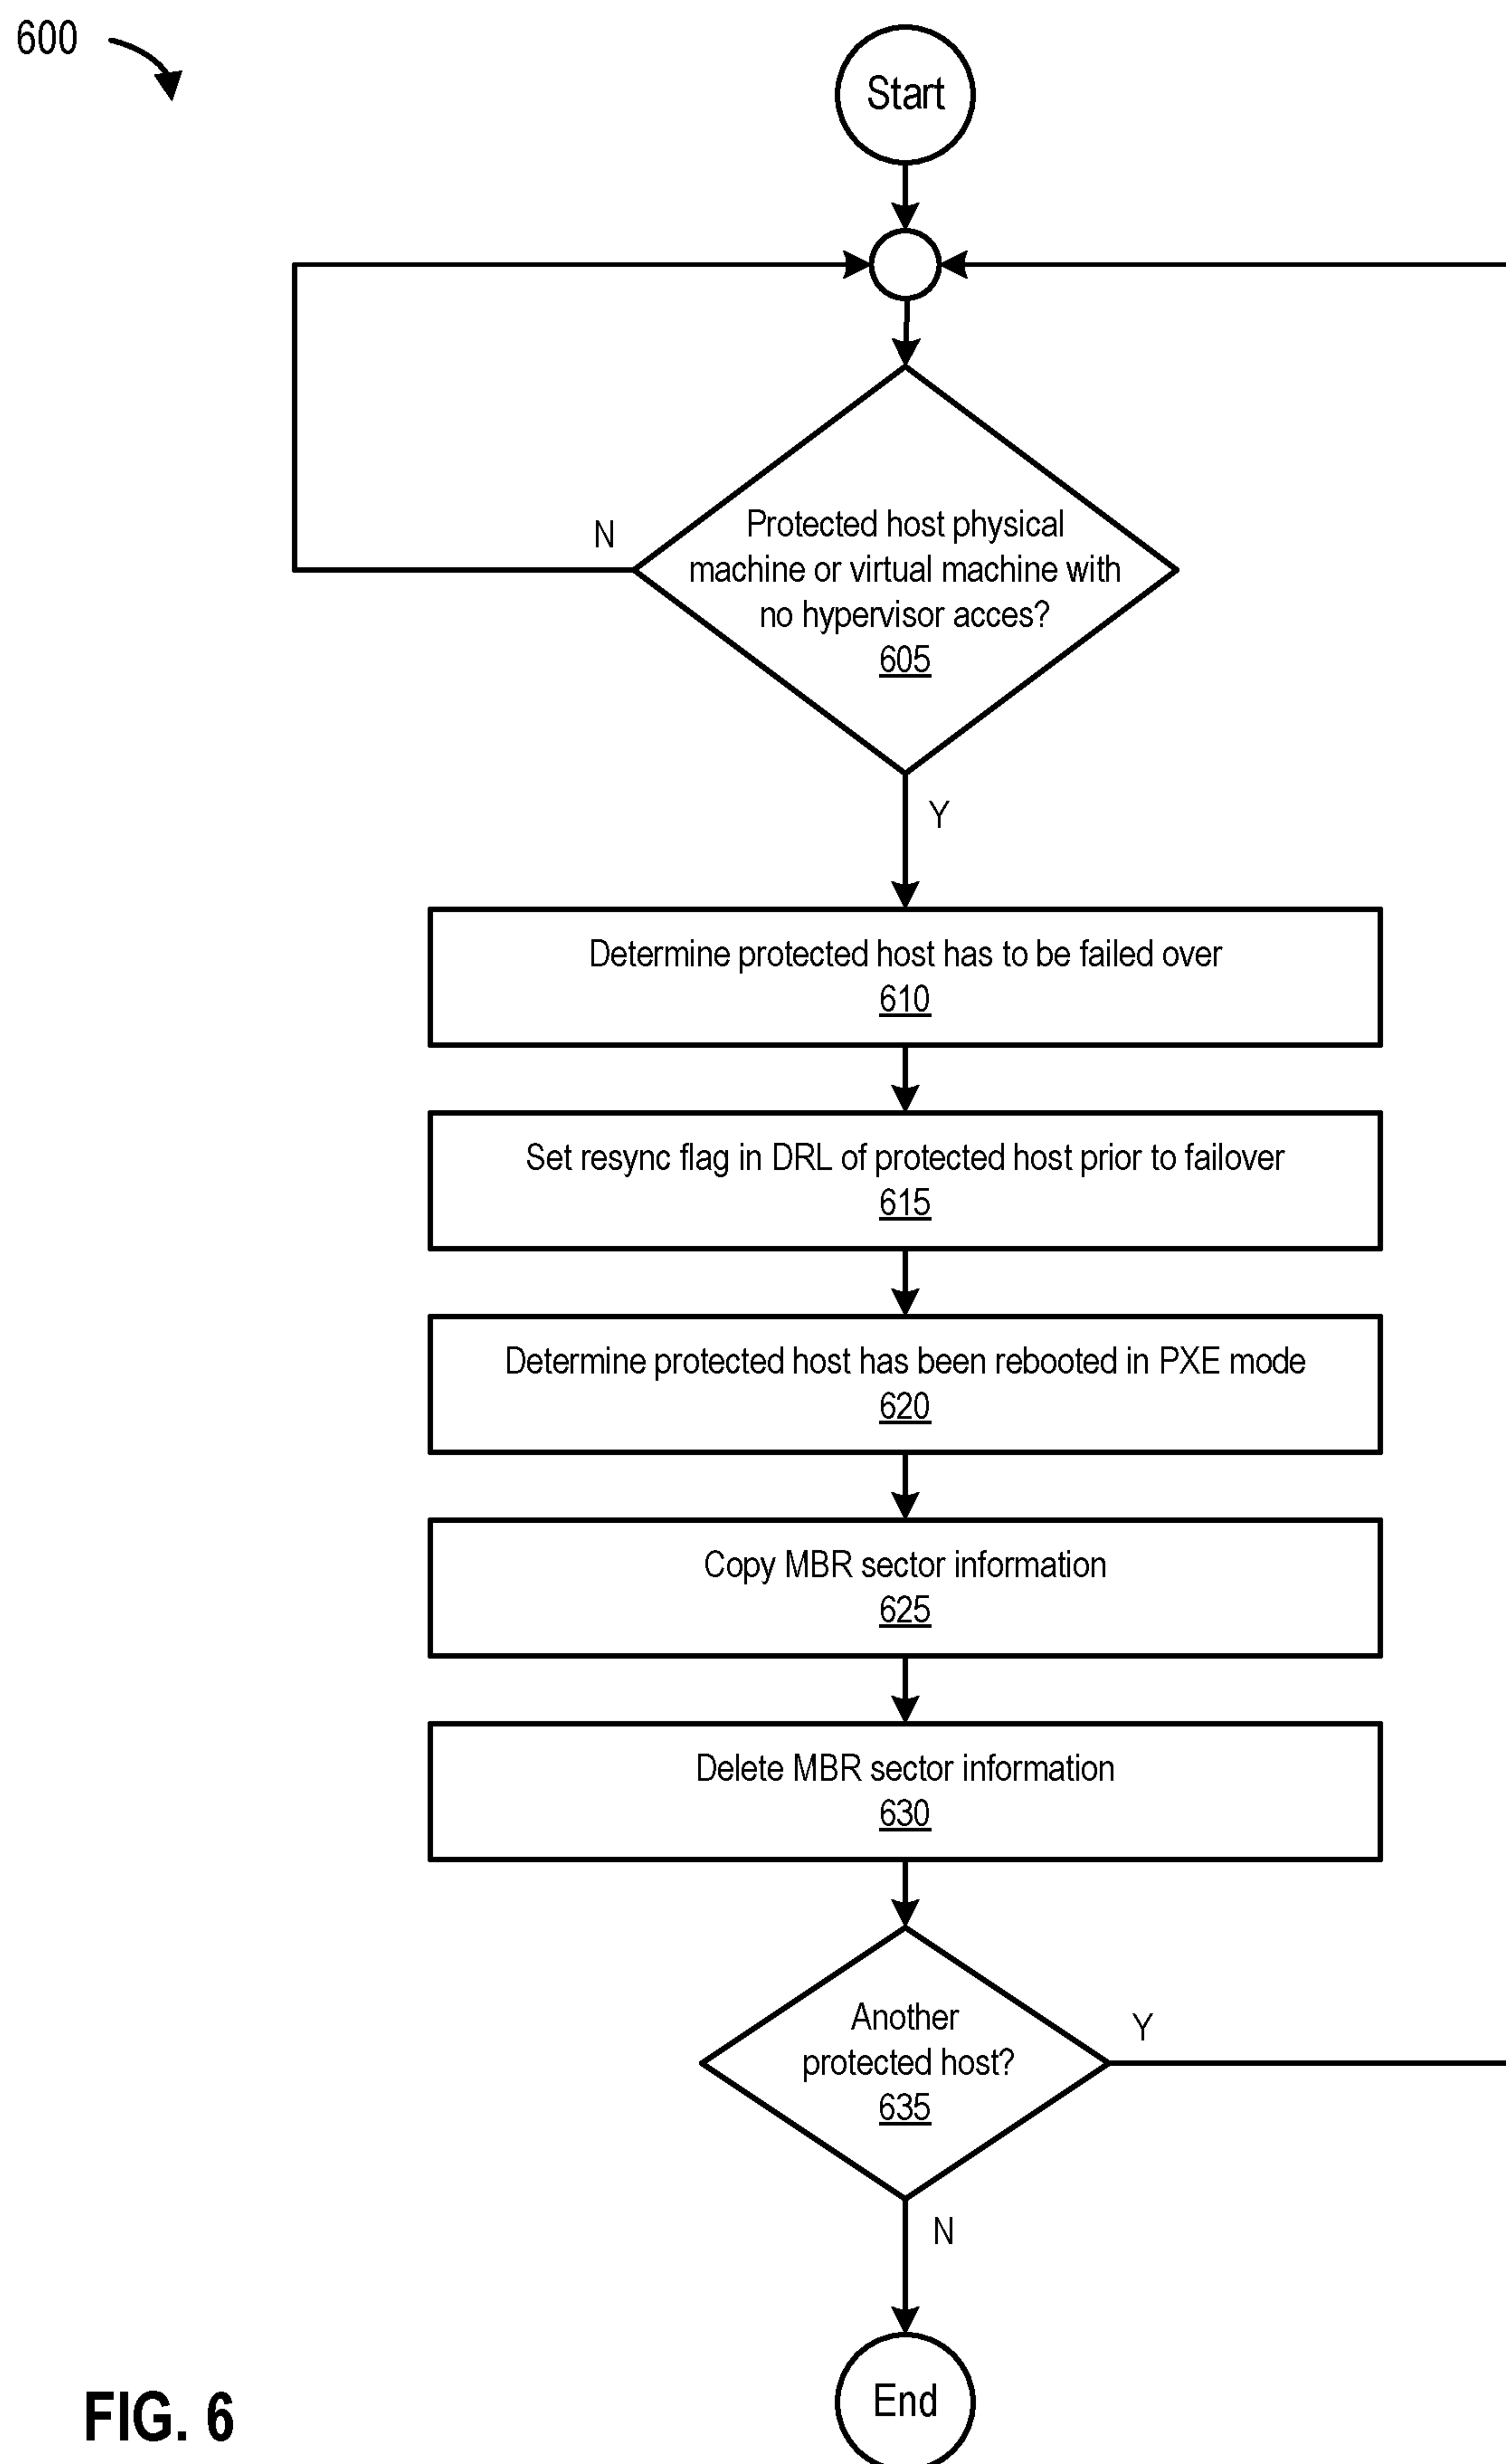 600
Start
Protected host physical
machine or virtual machine with
no hypervisor acces?
605
N
Y
Determine protected host has to be failed over
610
Set resync flag in DRL of protected host prior to failover
615
Determine protected host has been rebooted in PXE mode
620
Copy MBR sector information
625
Delete MBR sector information
630
Another
protected host?
635
Y
N
End
FIG. 6